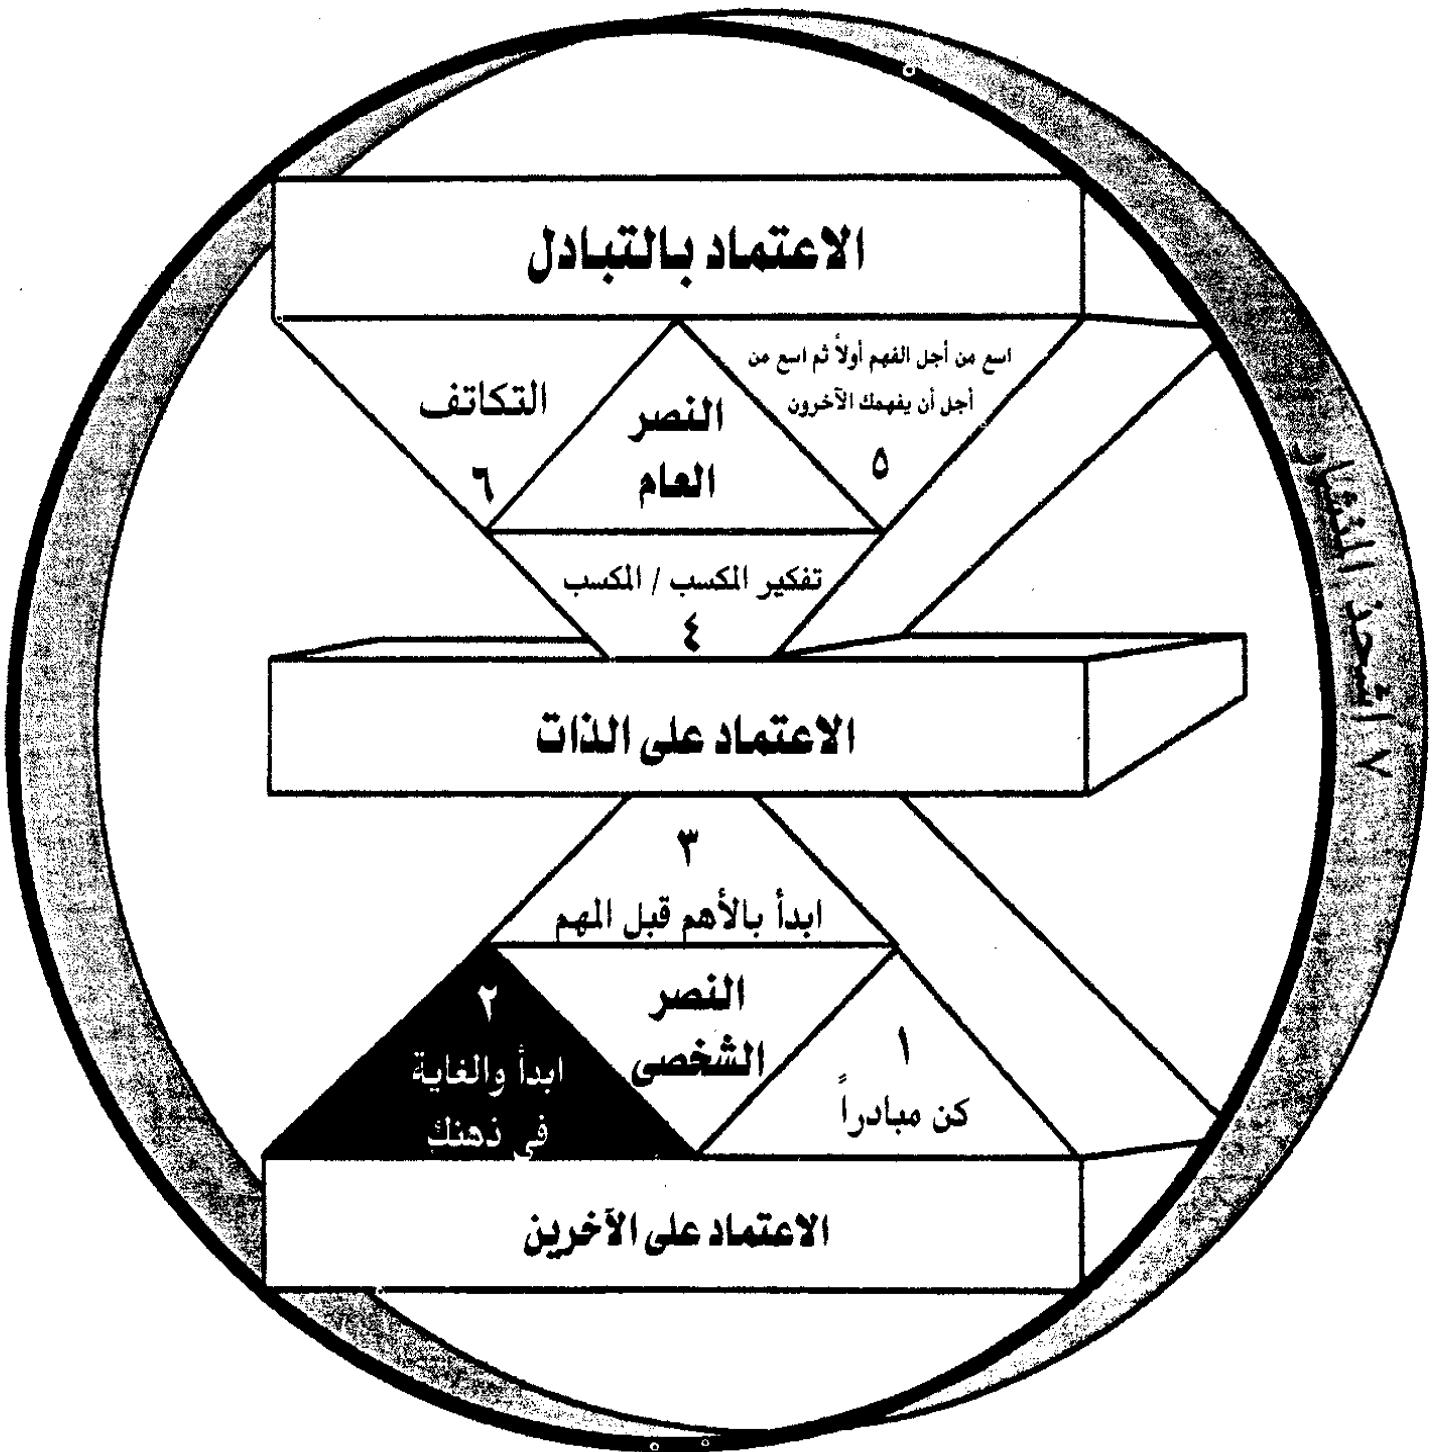 الاعتماد بالتبادل
اسع من أجل الفهم أولاً ثم اسع من
أجل أن يفهمك الآخرون
٥
النصر
العام
التكاتف
٦
تفكير المكسب / المكسب
٤
الاعتماد على الذات
٣
ابدأ بالأهم قبل المهم
النصر
الشخصى
١
كن مبادراً
٢
ابدأ والغاية
في ذهنك
الاعتماد على الآخرين
٧ اشحذ المنشار